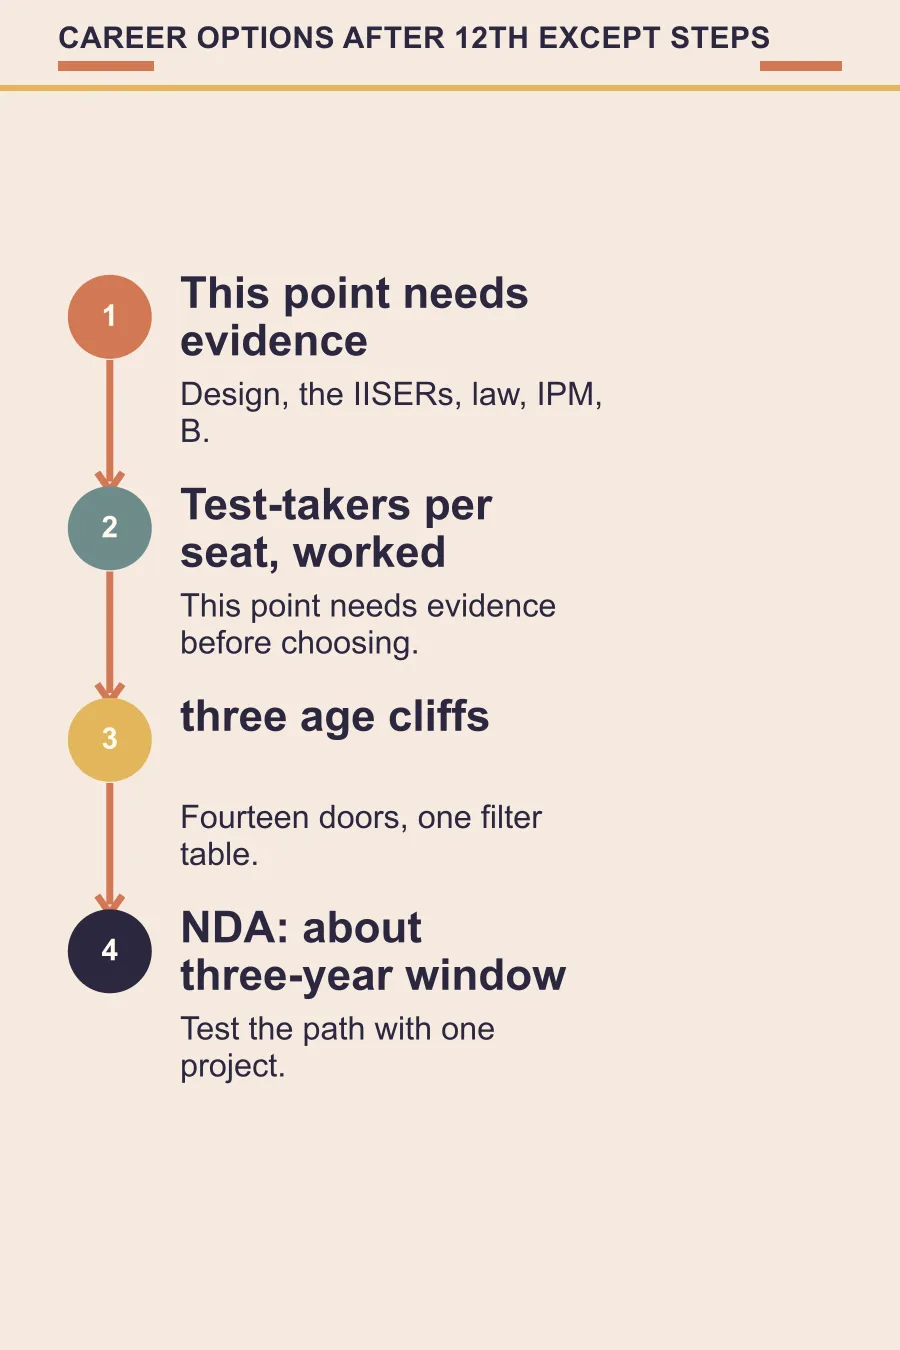 CAREER OPTIONS AFTER 12TH EXCEPT STEPS
1
This point needs
evidence
Design, the IISERs, law, IPM,
B.
2
Test-takers per
seat, worked
This point needs evidence
before choosing.
3
three age cliffs
Fourteen doors, one filter
table.
4
NDA: about
three-year window
Test the path with one
project.